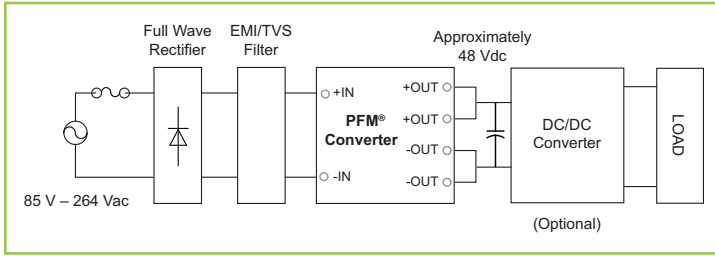 Full Wave
Rectifier
EMI/TVS
Filter
Approximately
48 Vdc
+IN
-IN
PFM®
Converter
+OUT
+OUT
-OUT
-OUT
DC/DC
Converter
LOAD
85 V – 264 Vac
(Optional)